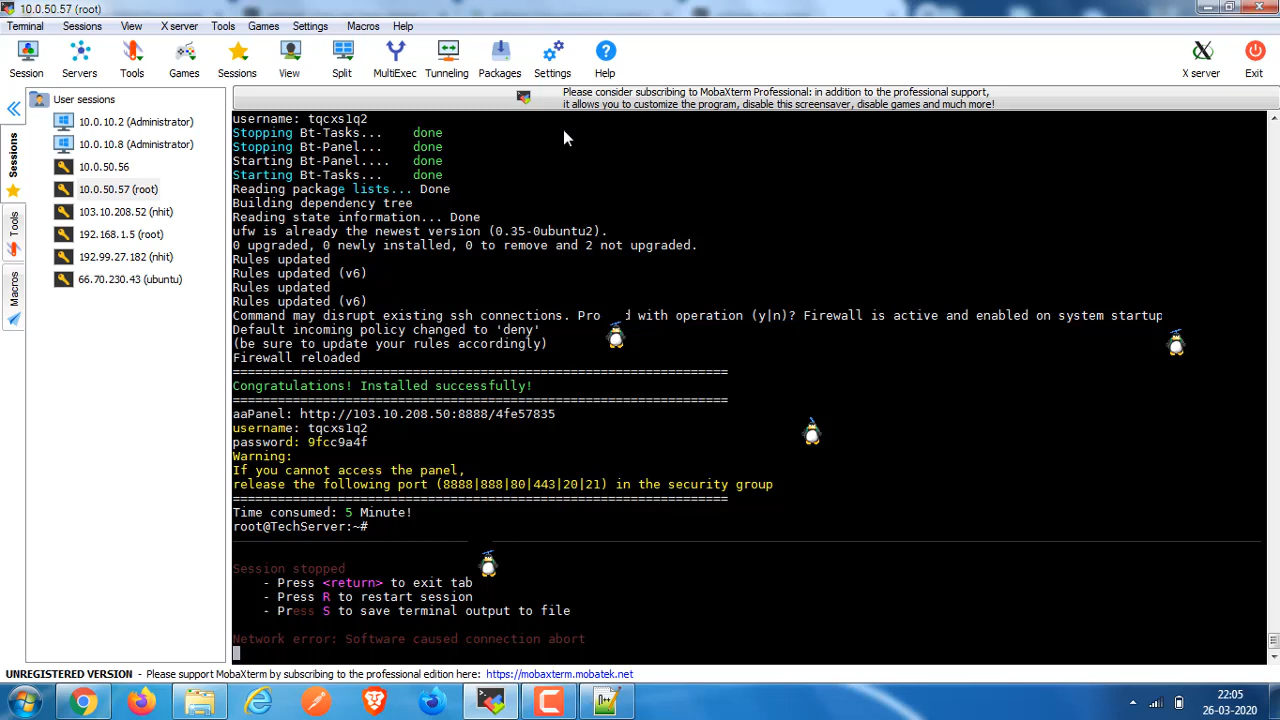 10.0.50.57 (root)
Terminal Sessions View X server Tools Games Settings Macros Help
Session Servers Tools Games Sessions View Split MultiExec Tunneling Packages Settings Help X server Exit
Please consider subscribing to MobaXterm Professional: in addition to the professional support,
it allows you to customize the program, disable this screensaver, disable games and much more!
Sessions
Tools
Macros
User sessions
10.0.10.2 (Administrator)
10.0.10.8 (Administrator)
10.0.50.56
10.0.50.57 (root)
103.10.208.52 (nhit)
192.168.1.5 (root)
192.99.27.182 (nhit)
66.70.230.43 (ubuntu)
username: tqcxs1q2
Stopping Bt-Tasks... done
Stopping Bt-Panel... done
Starting Bt-Panel.... done
Starting Bt-Tasks... done
Reading package lists... Done
Building dependency tree
Reading state information... Done
ufw is already the newest version (0.35-0ubuntu2).
0 upgraded, 0 newly installed, 0 to remove and 2 not upgraded.
Rules updated
Rules updated (v6)
Rules updated
Rules updated (v6)
Command may disrupt existing ssh connections. Pro d with operation (y|n)? Firewall is active and enabled on system startup
Default incoming policy changed to 'deny'
(be sure to update your rules accordingly)
Firewall reloaded
==================================================================
Congratulations! Installed successfully!
==================================================================
aaPanel: http://103.10.208.50:8888/4fe57835
username: tqcxs1q2
password: 9fcc9a4f
Warning:
If you cannot access the panel,
release the following port (8888|888|80|443|20|21) in the security group
==================================================================
Time consumed: 5 Minute!
root@TechServer:~#
Session stopped
- Press <return> to exit tab
- Press R to restart session
- Press S to save terminal output to file
Network error: Software caused connection abort
UNREGISTERED VERSION - Please support MobaXterm by subscribing to the professional edition here: https://mobaxterm.mobatek.net
22:05
26-03-2020